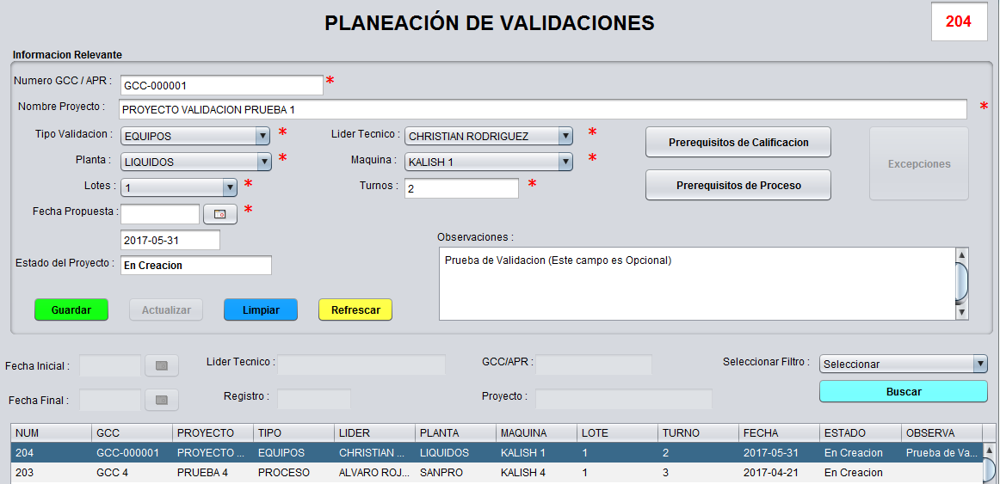 PLANEACIÓN DE VALIDACIONES
204
Informacion Relevante
Numero GCC / APR : GCC-000001 *
Nombre Proyecto : PROYECTO VALIDACION PRUEBA 1 *
Tipo Validacion : EQUIPOS * Lider Tecnico : CHRISTIAN RODRIGUEZ * Prerequisitos de Calificacion
Planta : LIQUIDOS * Maquina : KALISH 1 * Excepciones
Lotes : 1 * Turnos : 2 * Prerequisitos de Proceso
Fecha Propuesta : *
2017-05-31 Observaciones :
Estado del Proyecto : En Creacion Prueba de Validacion (Este campo es Opcional)
Guardar Actualizar Limpiar Refrescar
Fecha Inicial : Lider Tecnico : GCC/APR : Seleccionar Filtro : Seleccionar
Fecha Final : Registro : Proyecto : Buscar
NUM GCC PROYECTO TIPO LIDER PLANTA MAQUINA LOTE TURNO FECHA ESTADO OBSERVA
204 GCC-000001 PROYECTO ... EQUIPOS CHRISTIAN ... LIQUIDOS KALISH 1 1 2 2017-05-31 En Creacion Prueba de Va...
203 GCC 4 PRUEBA 4 PROCESO ALVARO ROJ... SANPRO KALISH 4 1 3 2017-04-21 En Creacion